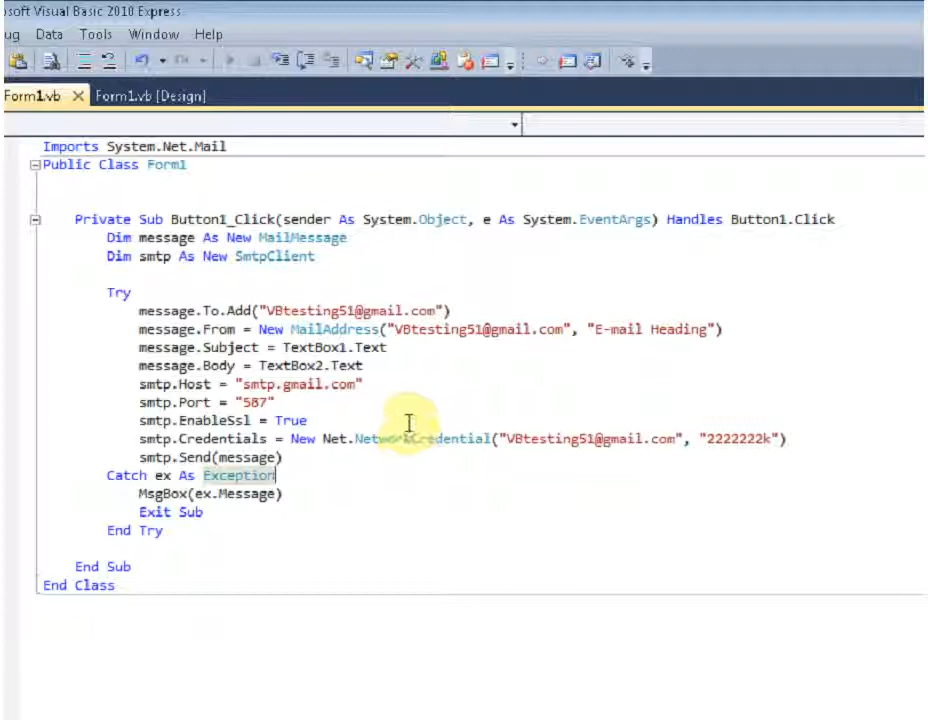 soft Visual Basic 2010 Express
ug Data Tools Window Help
Form1.vb Form1.vb [Design]
Imports System.Net.Mail
Public Class Form1
Private Sub Button1_Click(sender As System.Object, e As System.EventArgs) Handles Button1.Click
Dim message As New MailMessage
Dim smtp As New SmtpClient
Try
message.To.Add("VBtesting51@gmail.com")
message.From = New MailAddress("VBtesting51@gmail.com", "E-mail Heading")
message.Subject = TextBox1.Text
message.Body = TextBox2.Text
smtp.Host = "smtp.gmail.com"
smtp.Port = "587"
smtp.EnableSsl = True
smtp.Credentials = New Net.NetworkCredential("VBtesting51@gmail.com", "2222222k")
smtp.Send(message)
Catch ex As Exception
MsgBox(ex.Message)
Exit Sub
End Try
End Sub
End Class